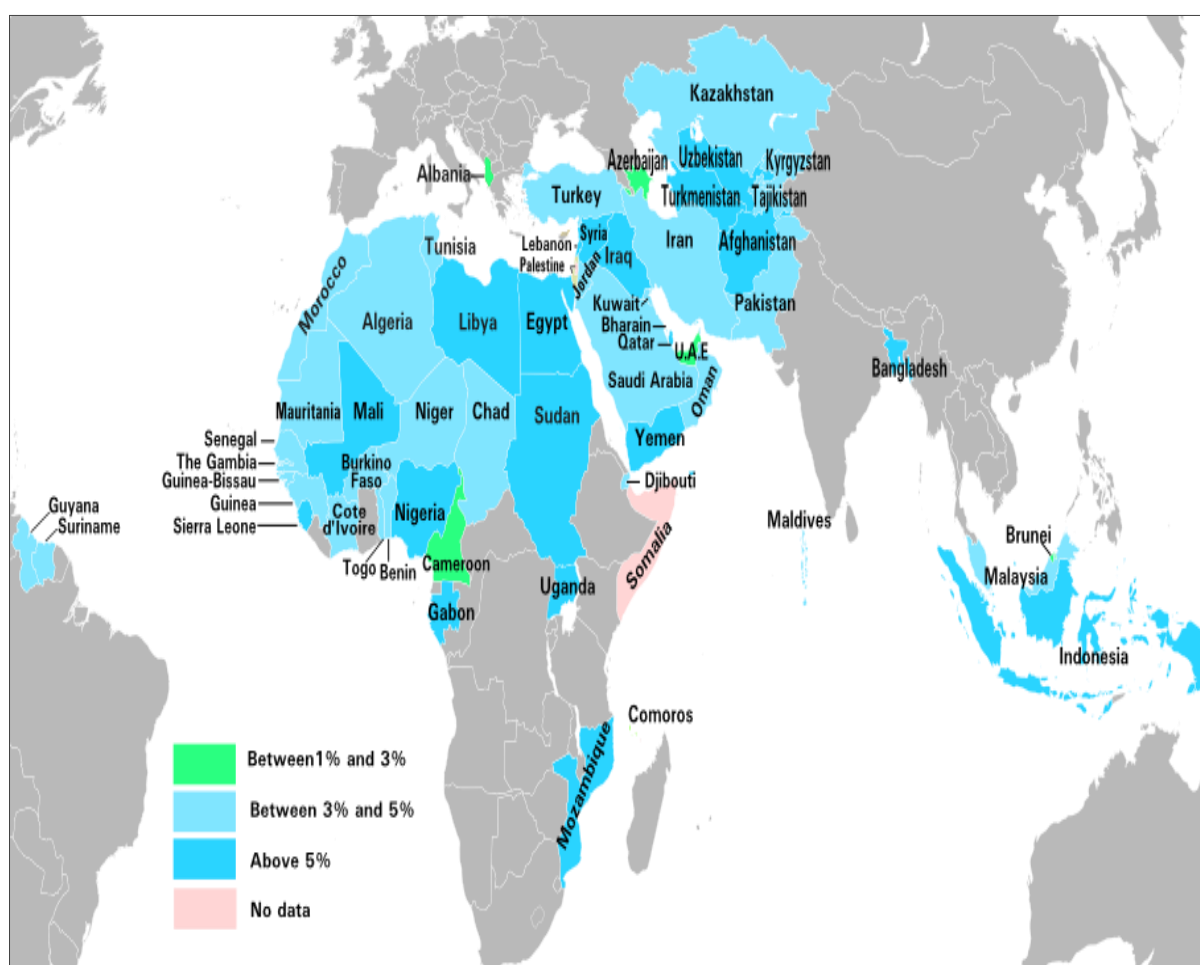 Kazakhstan
Azerbaijan
Uzbekistan
Kyrgyzstan
Albania
Turkey
Turkmenistan
Tajikistan
Tunisia
Lebanon
Syria
Iran
Afghanistan
Palestine
Jordan
Iraq
Morocco
Algeria
Libya
Egypt
Kuwait
Pakistan
Bharain
Qatar
U.A.E
Bangladesh
Saudi Arabia
Oman
Mauritania
Mali
Niger
Chad
Sudan
Yemen
Senegal
The Gambia
Burkino
Faso
Guinea-Bissau
Djibouti
Guinea
Cote
d'Ivoire
Nigeria
Guyana
Suriname
Sierra Leone
Maldives
Somalia
Brunei
Togo
Benin
Cameroon
Malaysia
Uganda
Gabon
Indonesia
Comoros
Mozambique
Between1% and 3%
Between 3% and 5%
Above 5%
No data